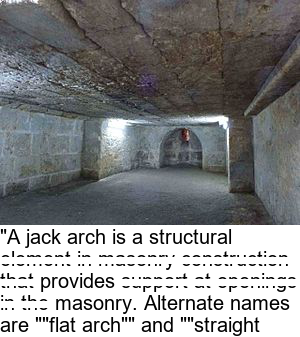 "A jack arch is a structural
element in masonry construction
that provides support at openings
in the masonry. Alternate names
are ""flat arch"" and ""straight